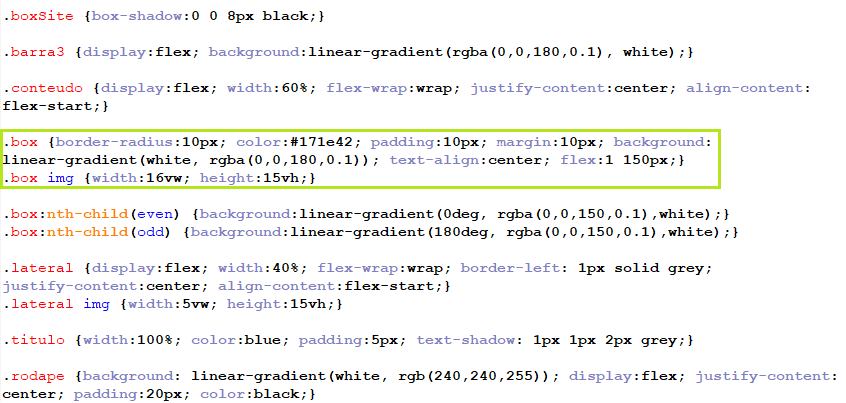 .boxSite {box-shadow:0 0 8px black;}
.barra3 {display:flex; background:linear-gradient(rgba(0,0,180,0.1), white);}
.conteudo {display:flex; width:60%; flex-wrap:wrap; justify-content:center; align-content:
flex-start;}
.box {border-radius:10px; color:#171e42; padding:10px; margin:10px; background:
linear-gradient(white, rgba(0,0,180,0.1)); text-align:center; flex:1 150px;}
.box img {width:16vw; height:15vh;}
.box:nth-child(even) {background:linear-gradient(0deg, rgba(0,0,150,0.1),white);}
.box:nth-child(odd) {background:linear-gradient(180deg, rgba(0,0,150,0.1),white);}
.lateral {display:flex; width:40%; flex-wrap:wrap; border-left: 1px solid grey;
justify-content:center; align-content:flex-start;}
.lateral img {width:5vw; height:15vh;}
.titulo {width:100%; color:blue; padding:5px; text-shadow: 1px 1px 2px grey;}
.rodape {background: linear-gradient(white, rgb(240,240,255)); display:flex; justify-content:
center; padding:20px; color:black;}